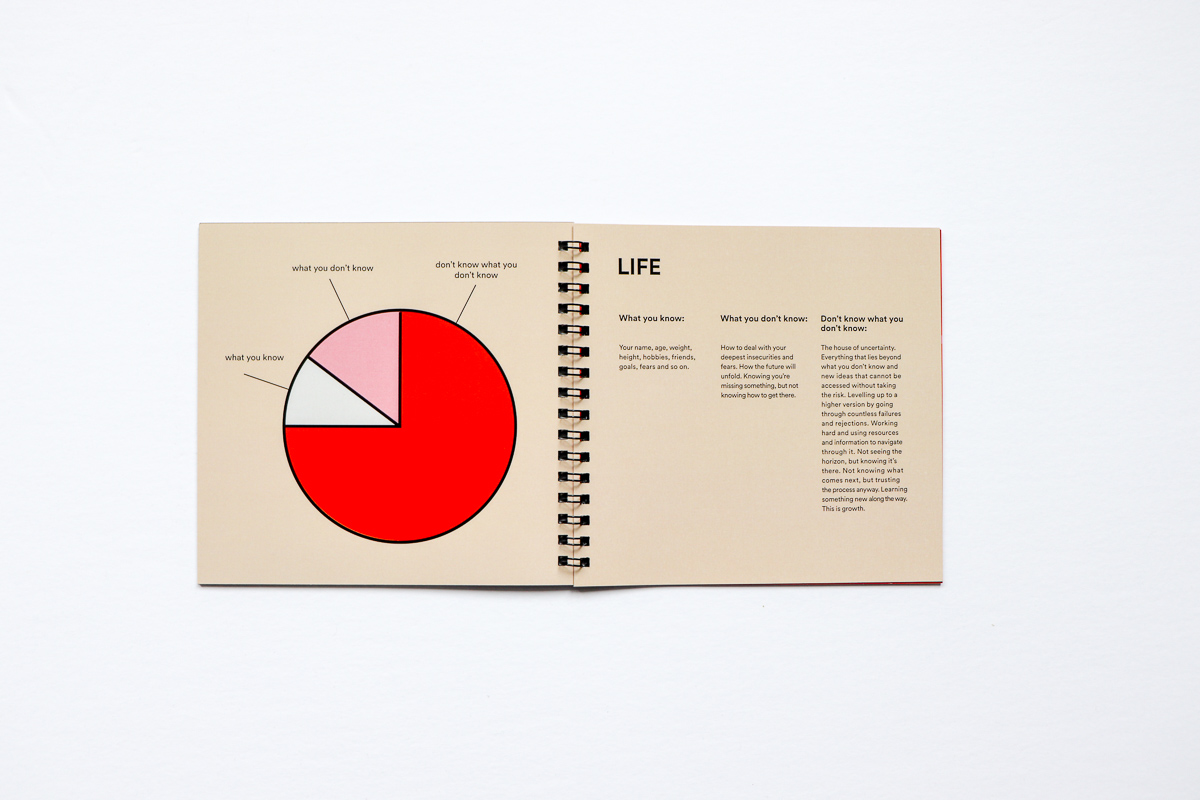 what you don't know
don't know what you
don't know
what you know
LIFE
What you know:
Your name, age, weight,
height, hobbies, friends,
goals, fears and so on.
What you don't know:
How to deal with your
deepest insecurities and
fears. How the future will
unfold. Knowing you're
missing something, but not
knowing how to get there.
Don't know what you
don't know:
The house of uncertainty.
Everything that lies beyond
what you don't know and
new ideas that cannot be
accessed without taking
the risk. Levelling up to a
higher version by going
through countless failures
and rejections. Working
hard and using resources
and information to navigate
through it. Not seeing the
horizon, but knowing it's
there. Not knowing what
comes next, but trusting
the process anyway. Learning
something new along the way.
This is growth.